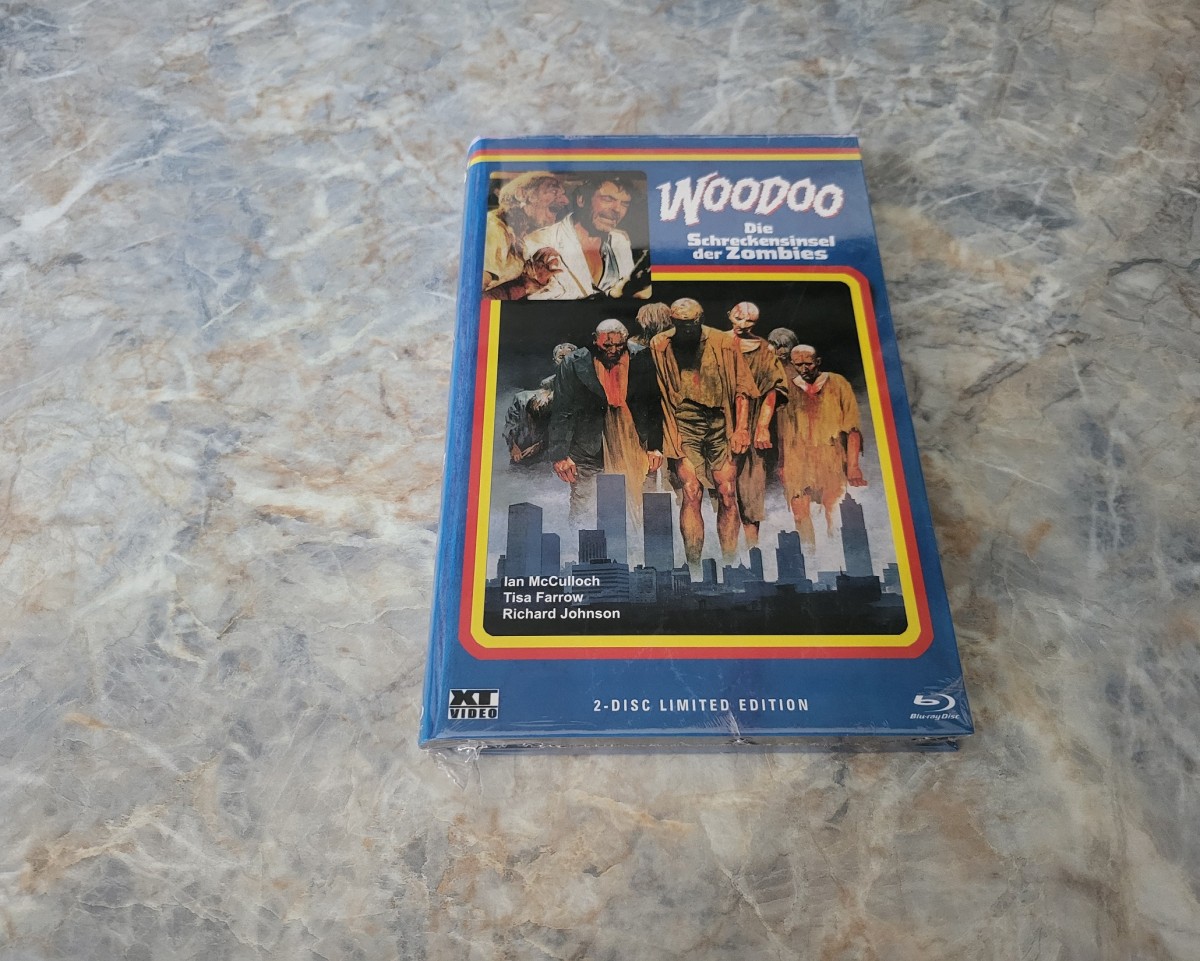 WOODOO
Die
Schreckensinsel
der Zombies
Ian McCulloch
Tisa Farrow
Richard Johnson
XT
VIDEO
2-DISC LIMITED EDITION
Blu-ray Disc